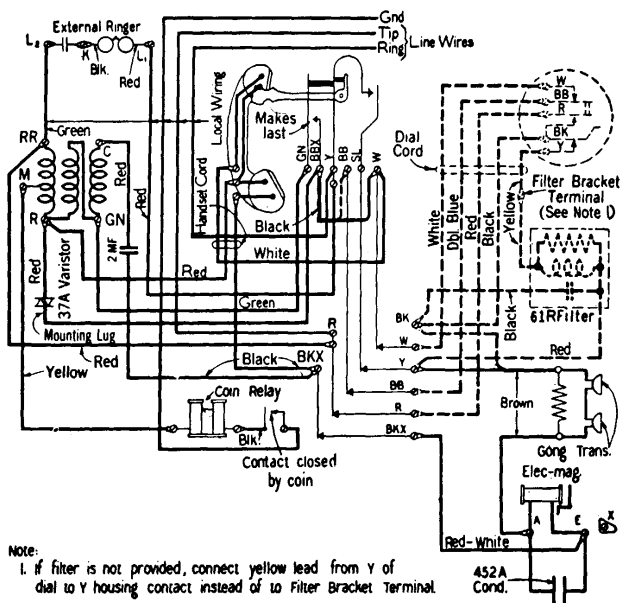 External Ringer
L2
K
L1
Blk.
Red
Gnd
Tip
Ring
Line Wires
Local Wiring
Makes last
W
BB
R
BK
Y
Dial Cord
Filter Bracket Terminal (See Note 1)
RR
Green
C
M
R
GN
Red
Red
2 MF
Handset Cord
GN
BBX
Y
BB
SL
W
Black
White
White
Dbl. Blue
Red
Black
Yellow
Red
37A Varistor
Red
Green
Mounting Lug
Red
Yellow
Black
BKX
R
Black
61RFilter
BK
W
Y
BB
R
BKX
Red
Brown
Coin Relay
Blk.
Contact closed by coin
Gong
Trans.
Elec-mag.
A
E
X
Red-White
452A Cond.
Note:
1. If filter is not provided, connect yellow lead from Y of
dial to Y housing contact instead of to Filter Bracket Terminal.